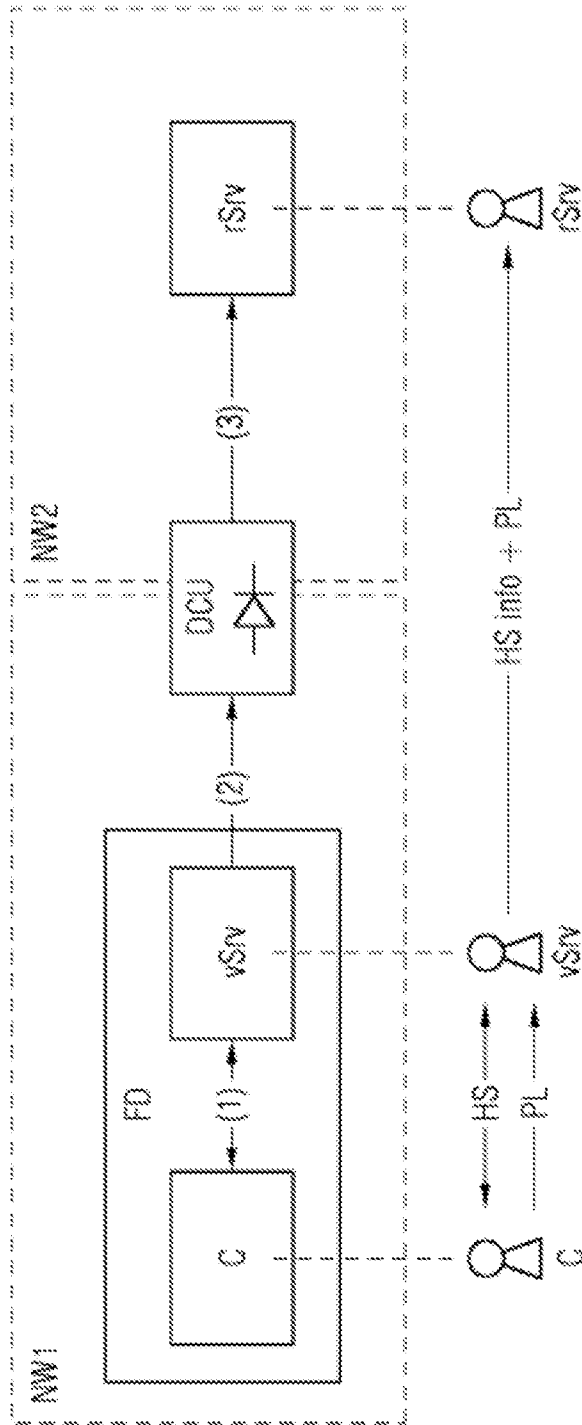 NW1
NW2
FD
DCU
C
(1)
vSrv
(2)
(3)
rSrv
HS
PL
HS info + PL
C
vSrv
rSrv